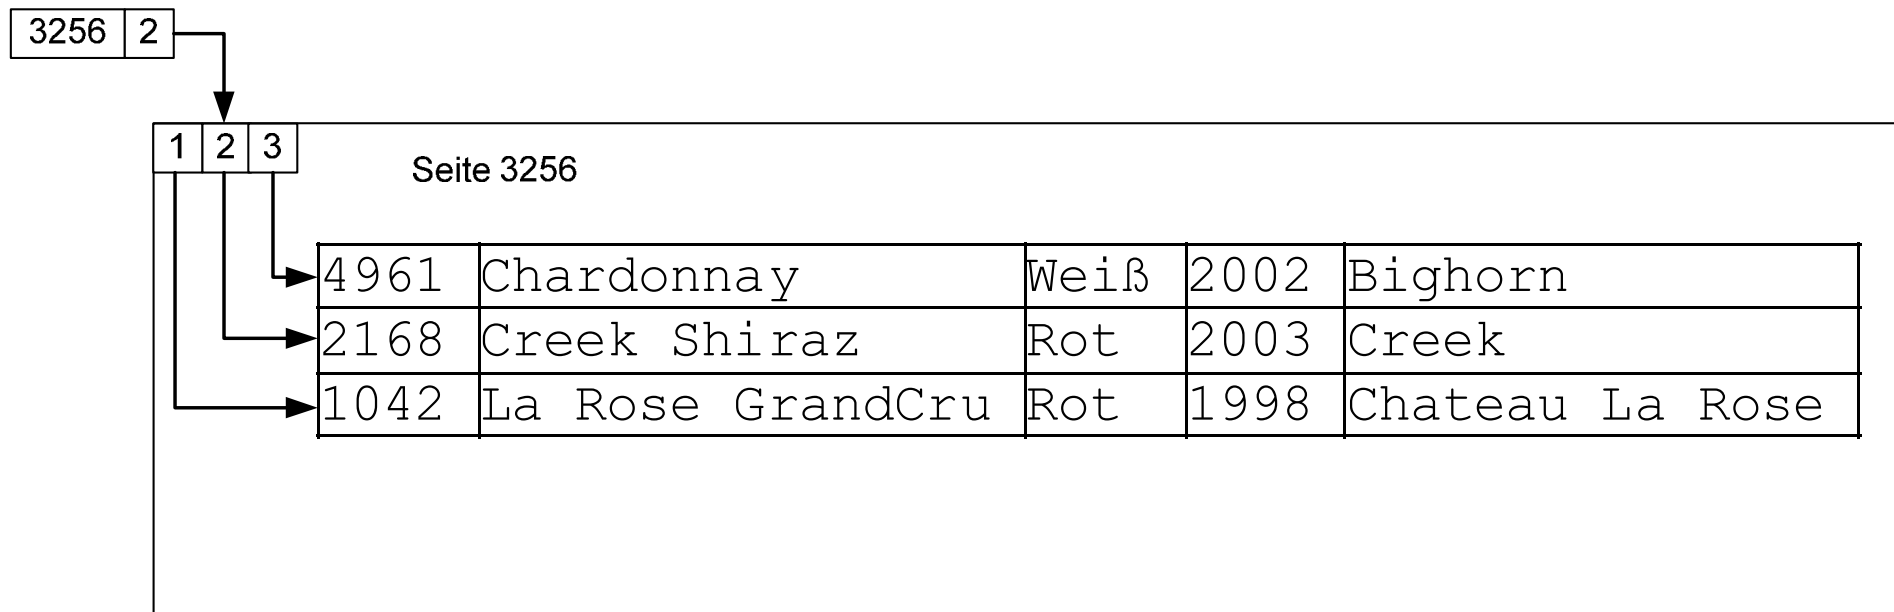 3256 2
1 2 3
Seite 3256
4961 Chardonnay Weiß 2002 Bighorn
2168 Creek Shiraz Rot 2003 Creek
1042 La Rose GrandCru Rot 1998 Chateau La Rose